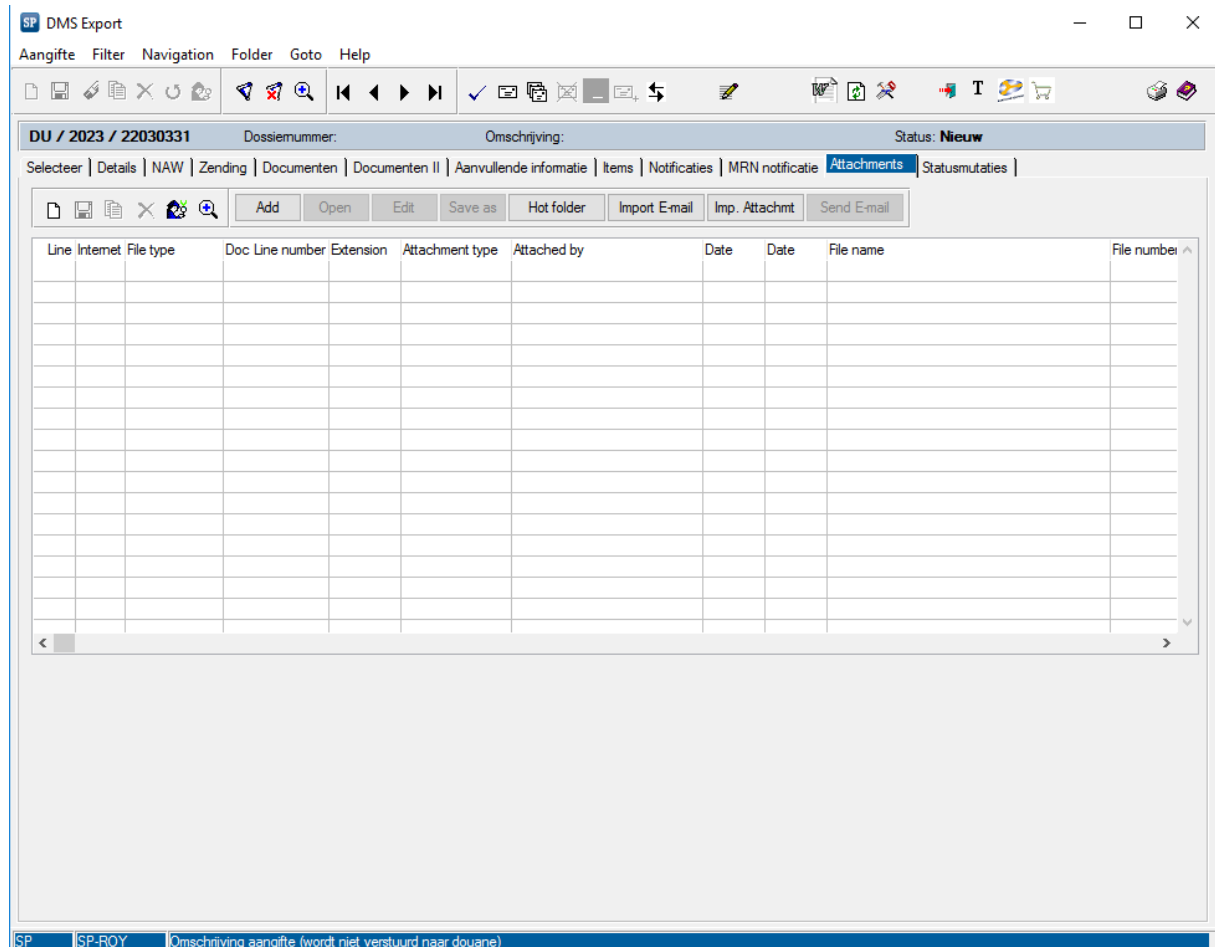 SP DMS Export
Aangifte Filter Navigation Folder Goto Help
W T
DU / 2023 / 22030331 Dossiernummer: Omschrijving: Status: Nieuw
Selecteer Details NAW Zending Documenten Documenten II Aanvullende informatie Items Notificaties MRN notificatie Attachments Statusmutaties
Add Open Edit Save as Hot folder Import E-mail Imp. Attachmt Send E-mail
Line Internet File type Doc Line number Extension Attachment type Attached by Date Date File name File number
SP SP-ROY Omschrijving aangifte (wordt niet verstuurd naar douane)